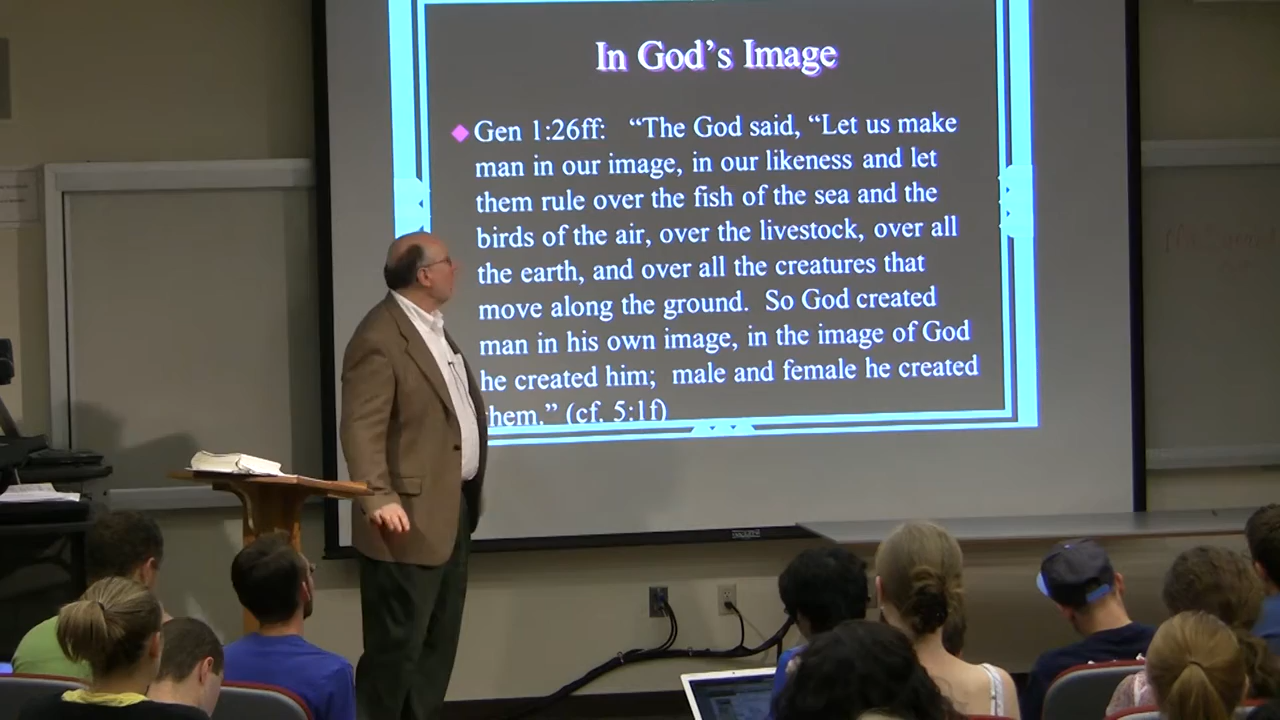 In God's Image
Gen 1:26ff: "The God said, "Let us make
man in our image, in our likeness and let
them rule over the fish of the sea and the
birds of the air, over the livestock, over all
the earth, and over all the creatures that
move along the ground. So God created
man in his own image, in the image of God
he created him; male and female he created
hem." (cf. 5:1f)